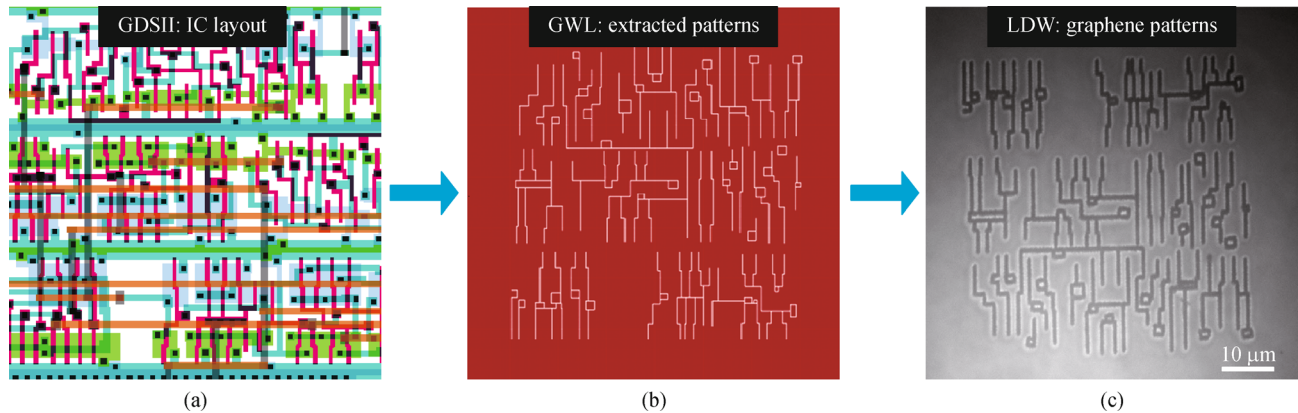 GDSII: IC layout
GWL: extracted patterns
LDW: graphene patterns
10 μm
(a)
(b)
(c)